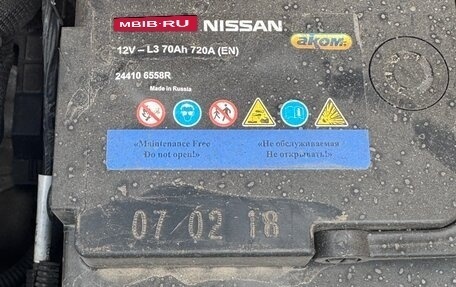 MBIB·RU NISSAN
akom
12V – L3 70Ah 720A (EN)
24410 6558R
Made in Russia
«Maintenance Free «Не обслуживаемая
Do not open!» Не открывать!»
07 02 18